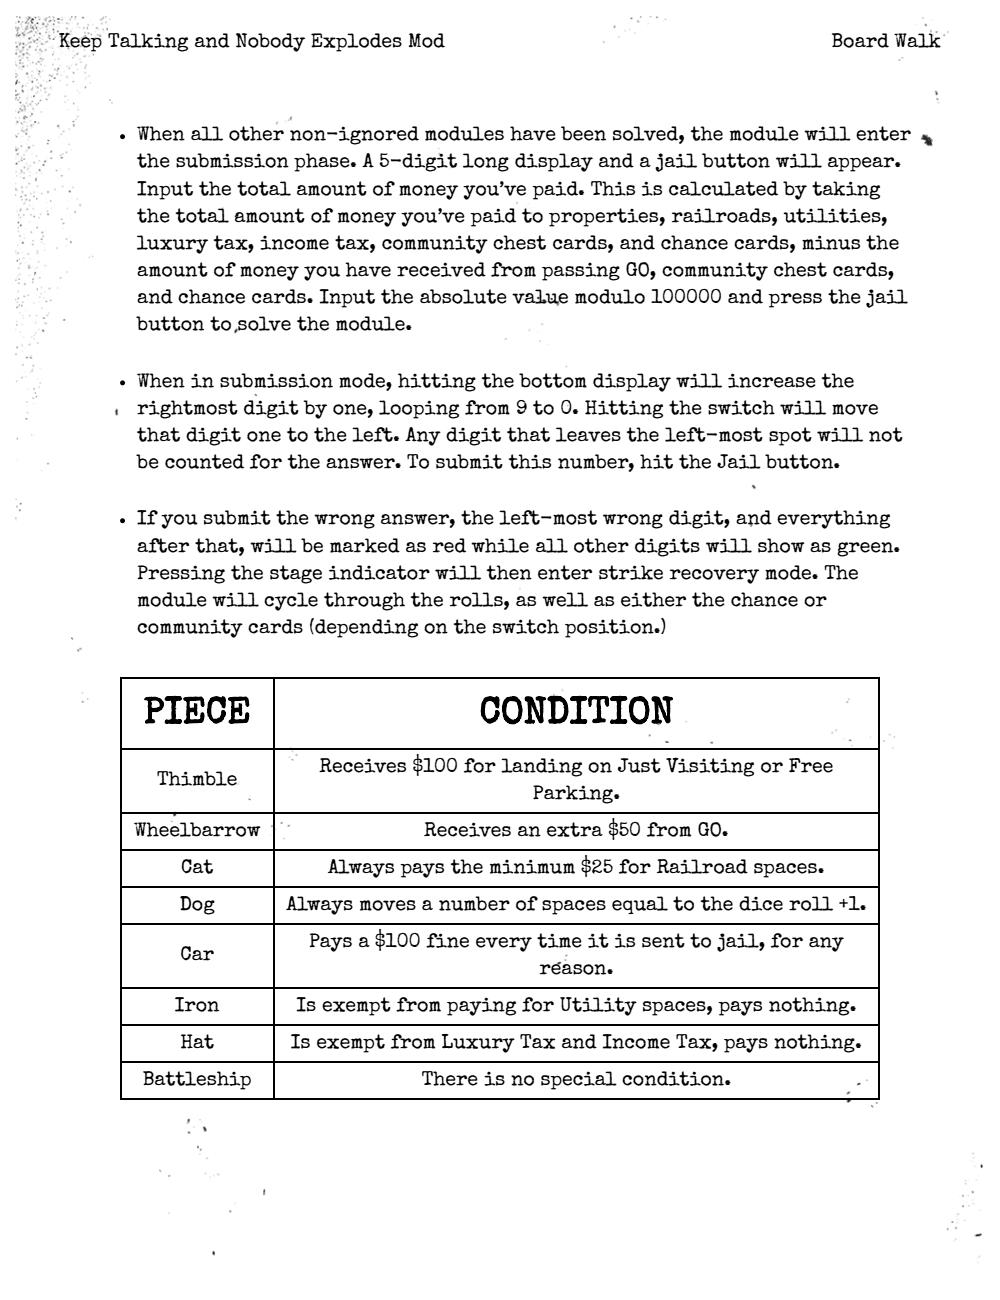 Keep Talking and Nobody Explodes Mod
Board Walk
• When all other non-ignored modules have been solved, the module will enter
the submission phase. A 5-digit long display and a jail button will appear.
Input the total amount of money you've paid. This is calculated by taking
the total amount of money you've paid to properties, railroads, utilities,
luxury tax, income tax, community chest cards, and chance cards, minus the
amount of money you have received from passing GO, community chest cards,
and chance cards. Input the absolute value modulo 100000 and press the jail
button to solve the module.
• When in submission mode, hitting the bottom display will increase the
rightmost digit by one, looping from 9 to 0. Hitting the switch will move
that digit one to the left. Any digit that leaves the left-most spot will not
be counted for the answer. To submit this number, hit the Jail button.
• If you submit the wrong answer, the left-most wrong digit, and everything
after that, will be marked as red while all other digits will show as green.
Pressing the stage indicator will then enter strike recovery mode. The
module will cycle through the rolls, as well as either the chance or
community cards (depending on the switch position.)
PIECE CONDITION
Thimble Receives $100 for landing on Just Visiting or Free
Parking.
Wheelbarrow Receives an extra $50 from GO.
Cat Always pays the minimum $25 for Railroad spaces.
Dog Always moves a number of spaces equal to the dice roll +1.
Car Pays a $100 fine every time it is sent to jail, for any
reason.
Iron Is exempt from paying for Utility spaces, pays nothing.
Hat Is exempt from Luxury Tax and Income Tax, pays nothing.
Battleship There is no special condition.